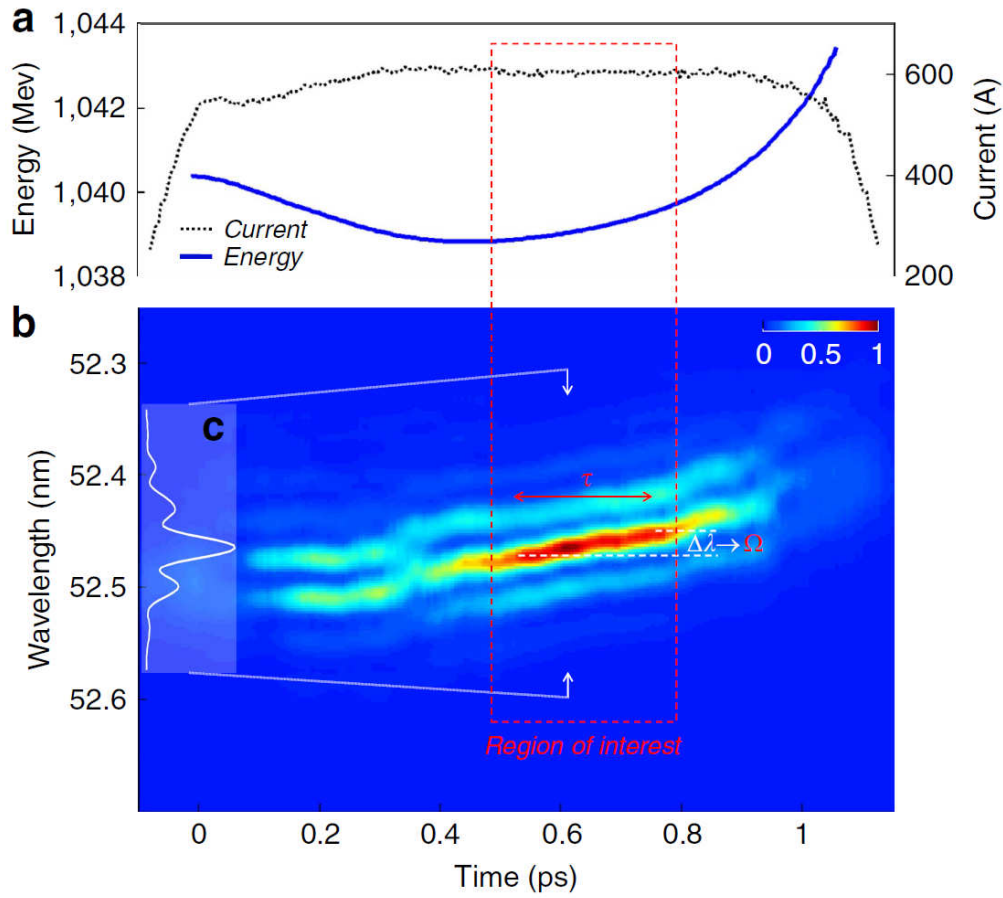 a
1,044
1,042
1,040
1,038
Energy (Mev)
600
400
200
Current (A)
Current
Energy
b
0 0.5 1
52.3
52.4
52.5
52.6
Wavelength (nm)
c
τ
Δλ→Ω
Region of interest
0 0.2 0.4 0.6 0.8 1
Time (ps)